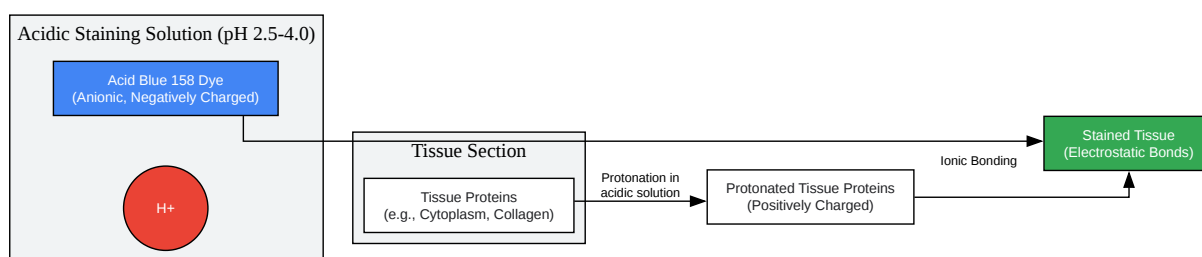 Acidic Staining Solution (pH 2.5-4.0)
Acid Blue 158 Dye
(Anionic, Negatively Charged)
H+
Tissue Section
Tissue Proteins
(e.g., Cytoplasm, Collagen)
Protonation in
acidic solution
Protonated Tissue Proteins
(Positively Charged)
Ionic Bonding
Stained Tissue
(Electrostatic Bonds)